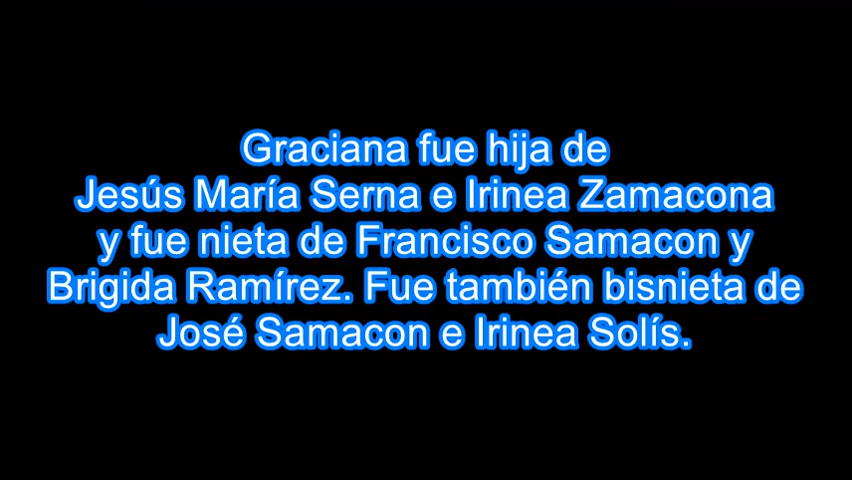 Graciana fue hija de
Jesús María Serna e Irinea Zamacona
y fue nieta de Francisco Samacon y
Brigida Ramírez. Fue también bisnieta de
José Samacon e Irinea Solís.